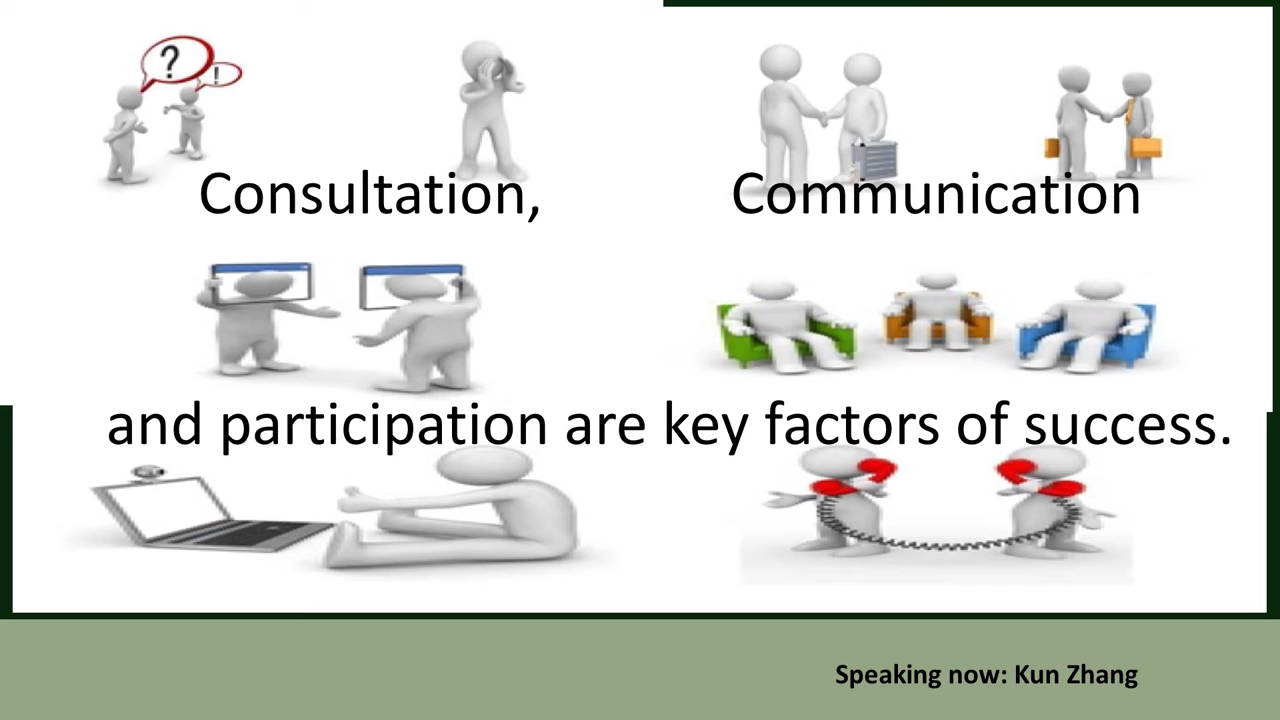 ? !
Consultation, Communication
and participation are key factors of success.
Speaking now: Kun Zhang